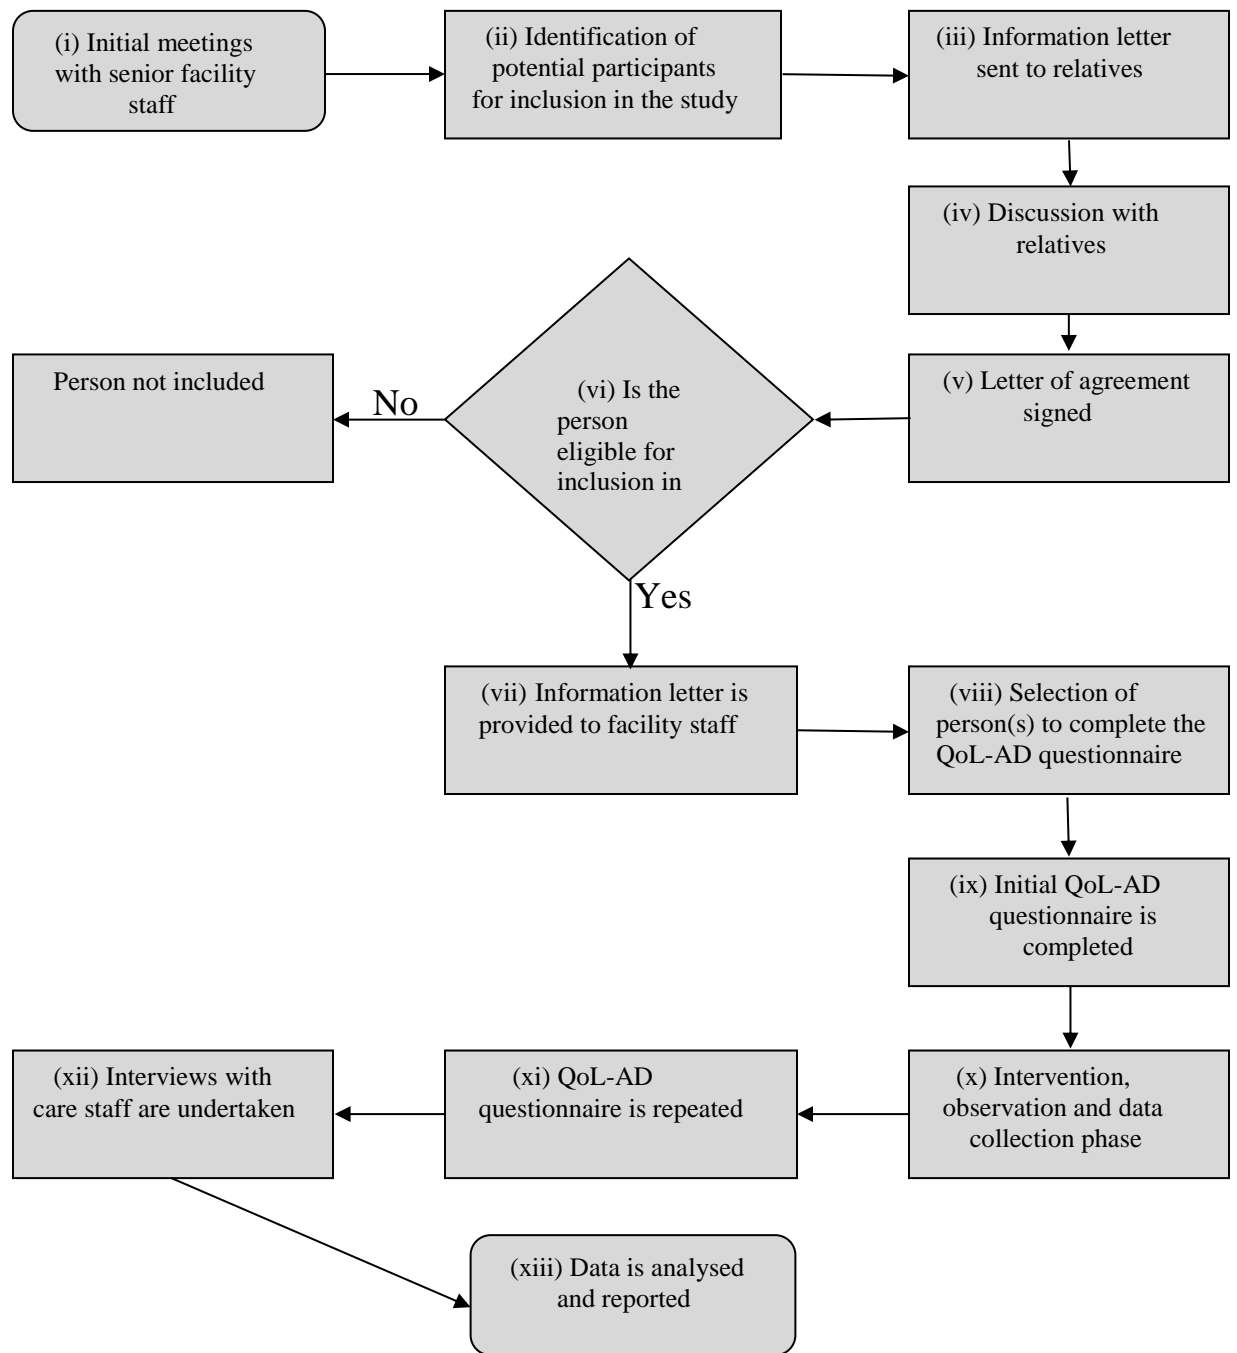 (i) Initial meetings
with senior facility
staff
(ii) Identification of
potential participants
for inclusion in the study
(iii) Information letter
sent to relatives
(iv) Discussion with
relatives
(v) Letter of agreement
signed
(vi) Is the
person
eligible for
inclusion in
No
Person not included
Yes
(vii) Information letter is
provided to facility staff
(viii) Selection of
person(s) to complete the
QoL-AD questionnaire
(ix) Initial QoL-AD
questionnaire is
completed
(x) Intervention,
observation and data
collection phase
(xi) QoL-AD
questionnaire is repeated
(xii) Interviews with
care staff are undertaken
(xiii) Data is analysed
and reported